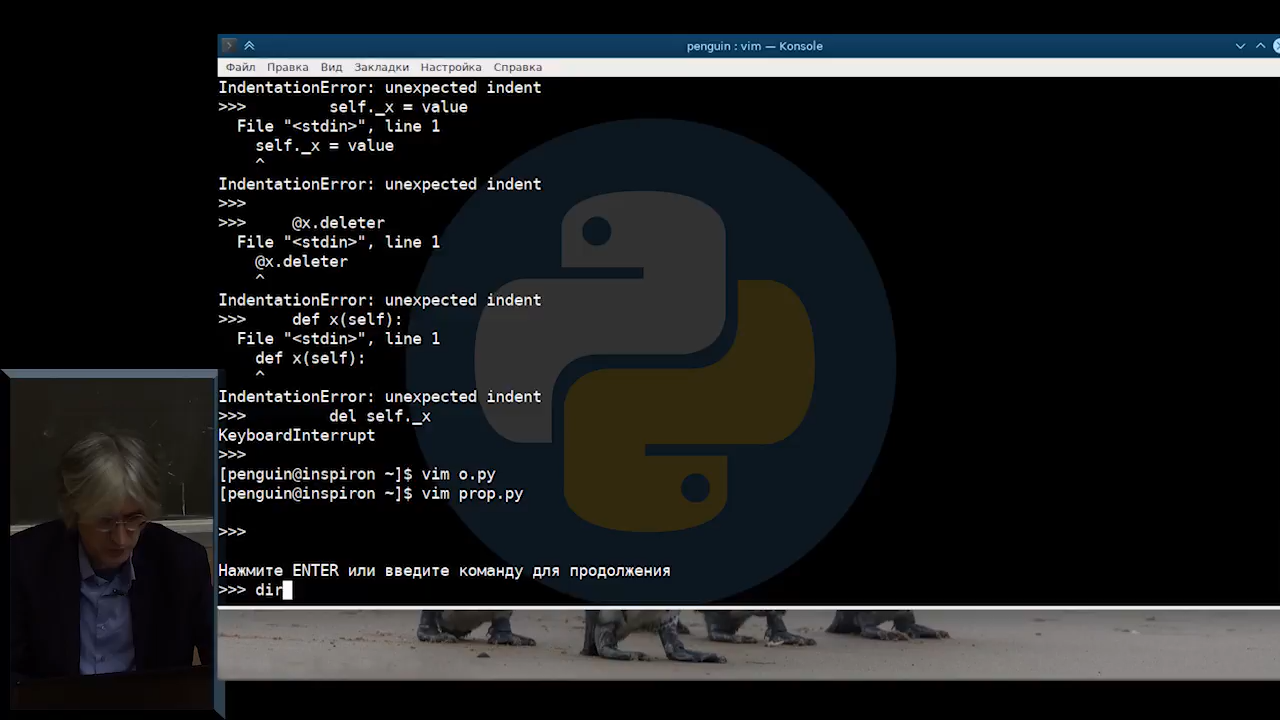 penguin : vim — Konsole
Файл Правка Вид Закладки Настройка Справка
IndentationError: unexpected indent
>>>         self._x = value
  File "<stdin>", line 1
    self._x = value
    ^
IndentationError: unexpected indent
>>>
>>>     @x.deleter
  File "<stdin>", line 1
    @x.deleter
    ^
IndentationError: unexpected indent
>>>     def x(self):
  File "<stdin>", line 1
    def x(self):
    ^
IndentationError: unexpected indent
>>>         del self._x
KeyboardInterrupt
>>>
[penguin@inspiron ~]$ vim o.py
[penguin@inspiron ~]$ vim prop.py
>>>
Нажмите ENTER или введите команду для продолжения
>>> dir